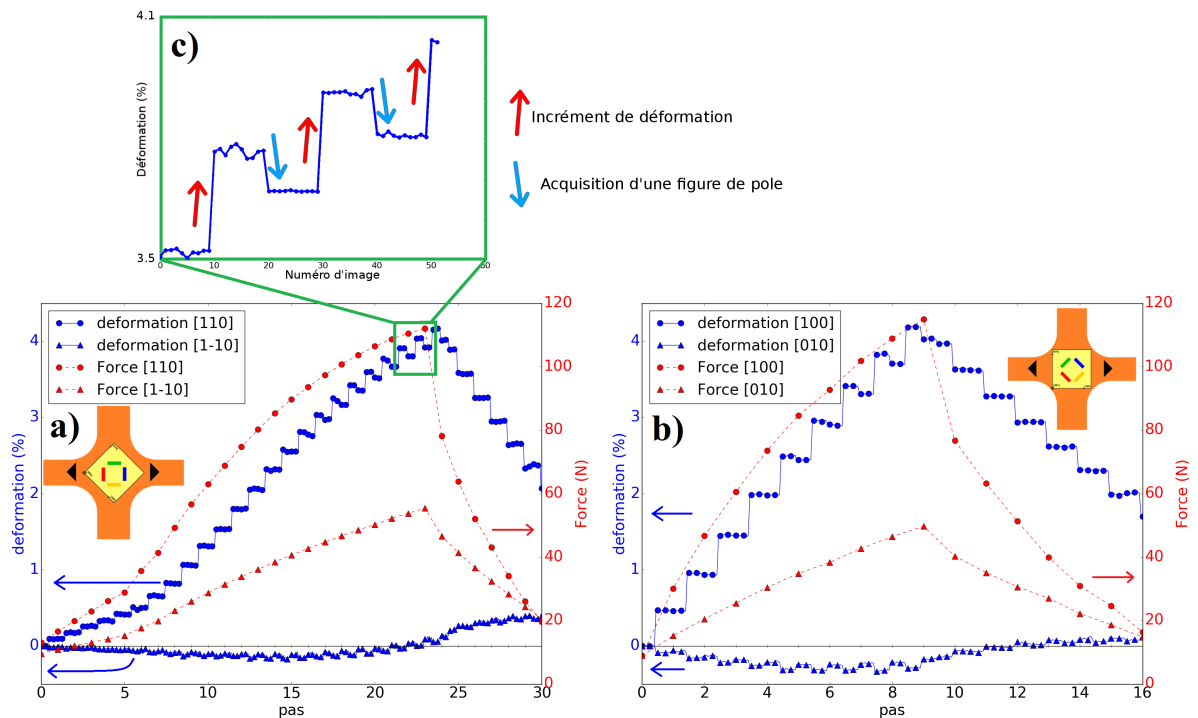 c)
4.1
3.5
Déformation (%)
0 10 20 30 40 50 60
Numéro d'image
Incrément de déformation
Acquisition d'une figure de pole
a)
deformation [110]
deformation [1-10]
Force [110]
Force [1-10]
deformation (%)
4
3
2
1
0
0 5 10 15 20 25 30
pas
120
100
80
60
40
20
0
Force (N)
b)
deformation [100]
deformation [010]
Force [100]
Force [010]
deformation (%)
4
3
2
1
0
0 2 4 6 8 10 12 14 16
pas
120
100
80
60
40
20
0
Force (N)